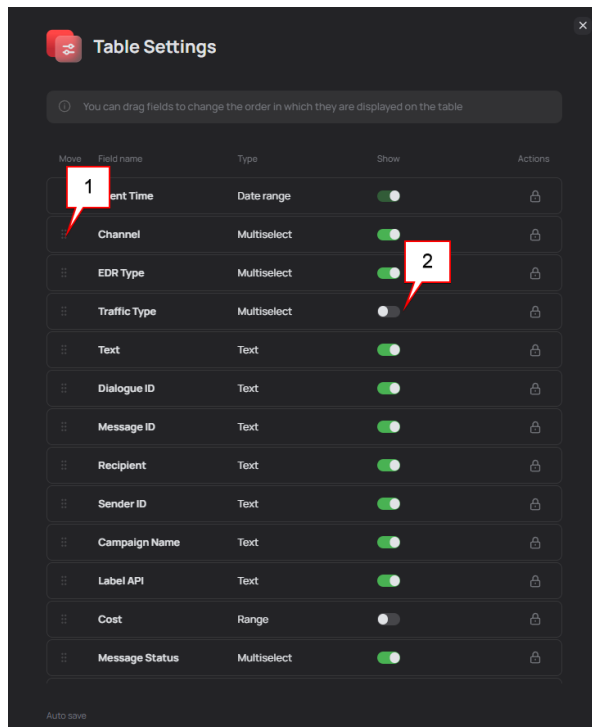 Table Settings
You can drag fields to change the order in which they are displayed on the table
Move Field name Type Show Actions
1
ent Time Date range
Channel Multiselect
2
EDR Type Multiselect
Traffic Type Multiselect
Text Text
Dialogue ID Text
Message ID Text
Recipient Text
Sender ID Text
Campaign Name Text
Label API Text
Cost Range
Message Status Multiselect
Auto save